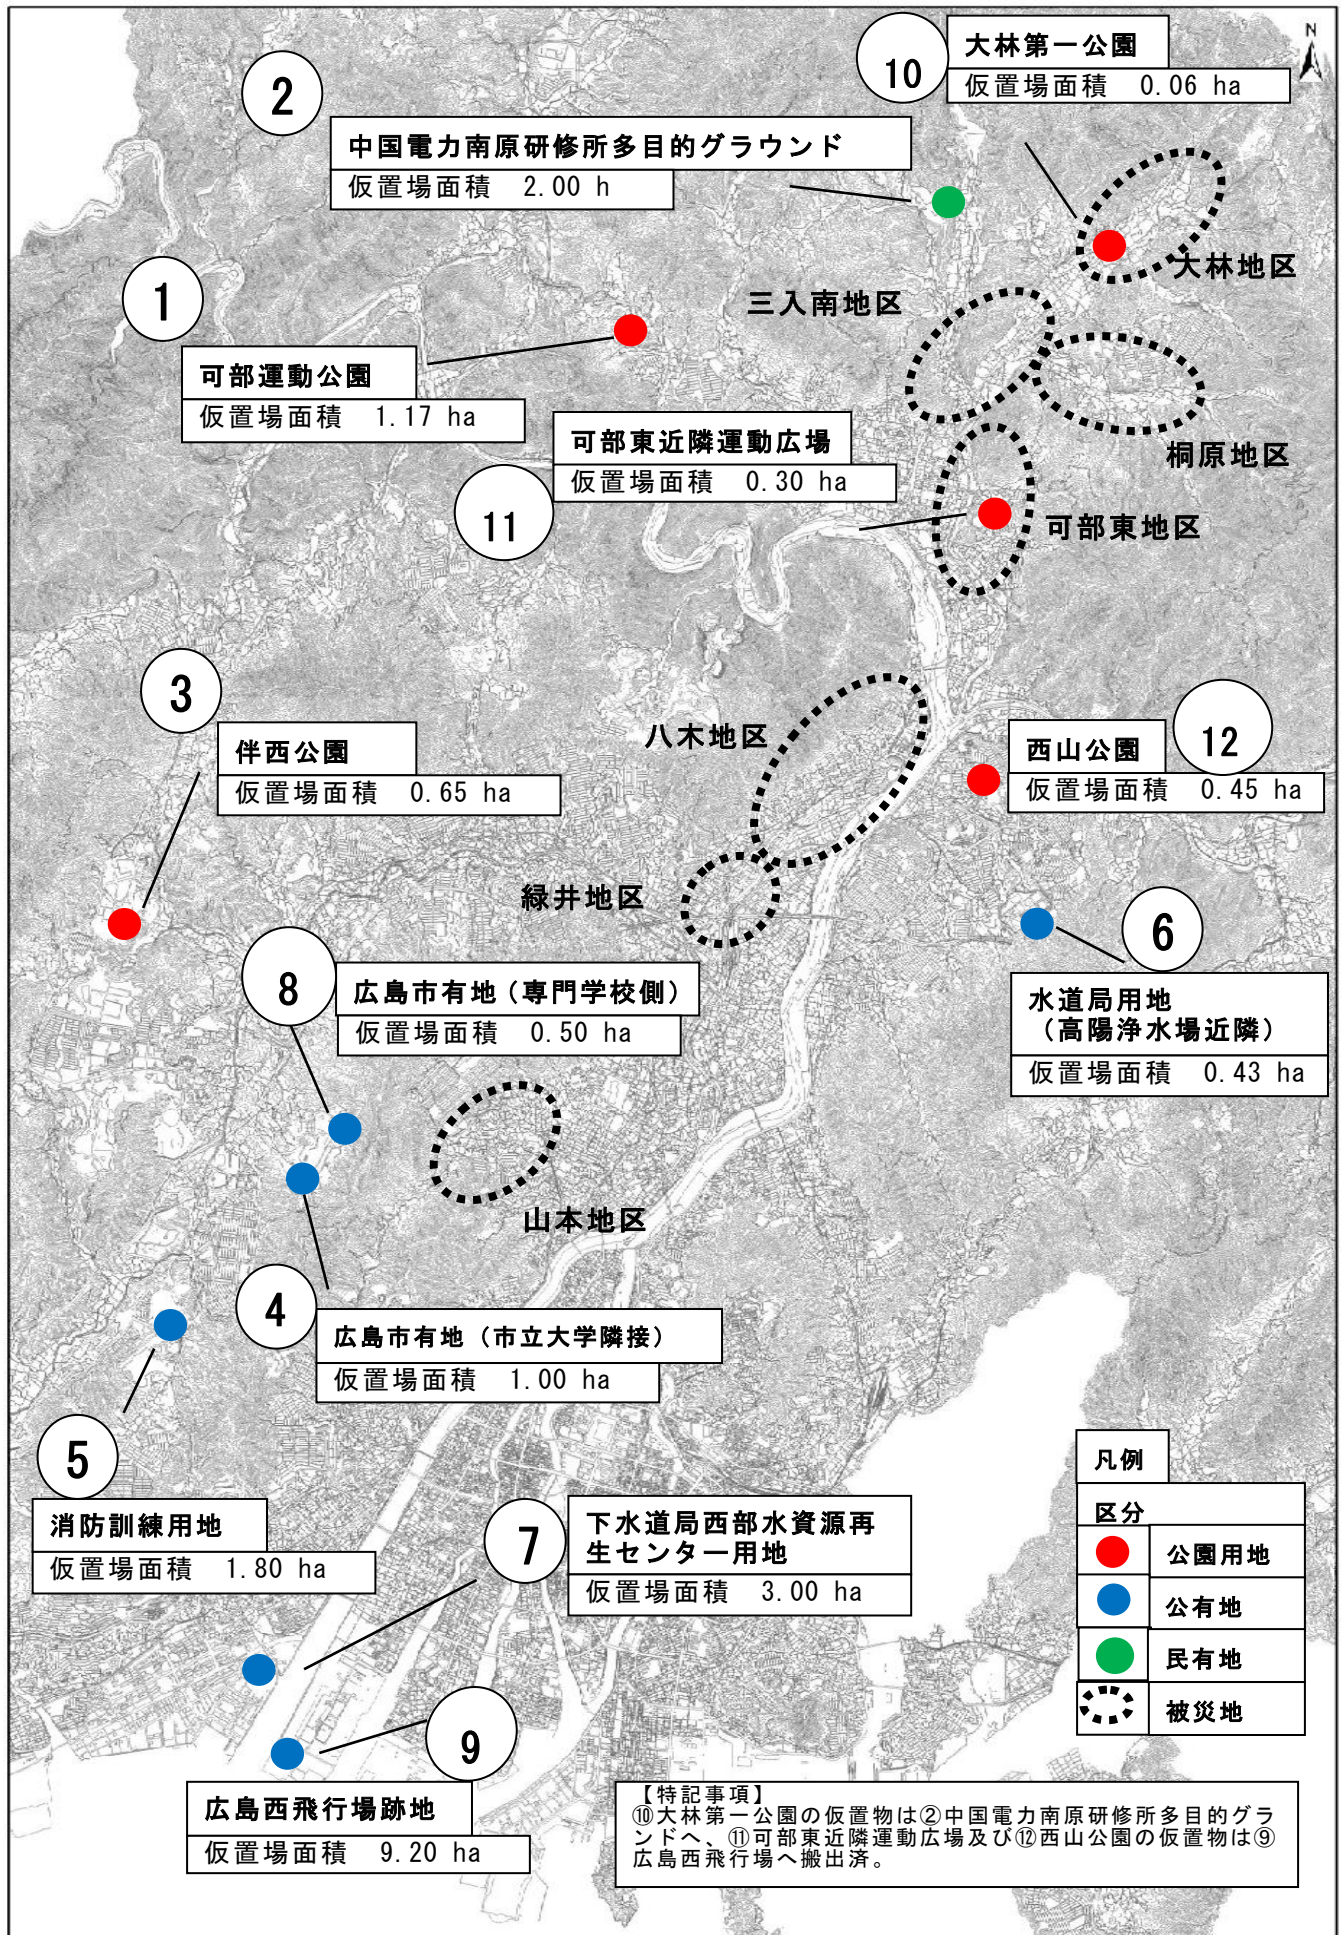 N
10
大林第一公園
仮置場面積 0.06 ha
2
中国電力南原研修所多目的グラウンド
仮置場面積 2.00 h
大林地区
三入南地区
1
可部運動公園
仮置場面積 1.17 ha
可部東近隣運動広場
仮置場面積 0.30 ha
11
桐原地区
可部東地区
3
伴西公園
仮置場面積 0.65 ha
八木地区
西山公園
12
仮置場面積 0.45 ha
緑井地区
6
水道局用地
（高陽浄水場近隣）
仮置場面積 0.43 ha
8
広島市有地（専門学校側）
仮置場面積 0.50 ha
山本地区
4
広島市有地（市立大学隣接）
仮置場面積 1.00 ha
5
消防訓練用地
仮置場面積 1.80 ha
7
下水道局西部水資源再
生センター用地
仮置場面積 3.00 ha
9
広島西飛行場跡地
仮置場面積 9.20 ha
凡例
区分
公園用地
公有地
民有地
被災地
【特記事項】
⑩大林第一公園の仮置物は②中国電力南原研修所多目的グラ
ンドへ、⑪可部東近隣運動広場及び⑫西山公園の仮置物は⑨
広島西飛行場へ搬出済。